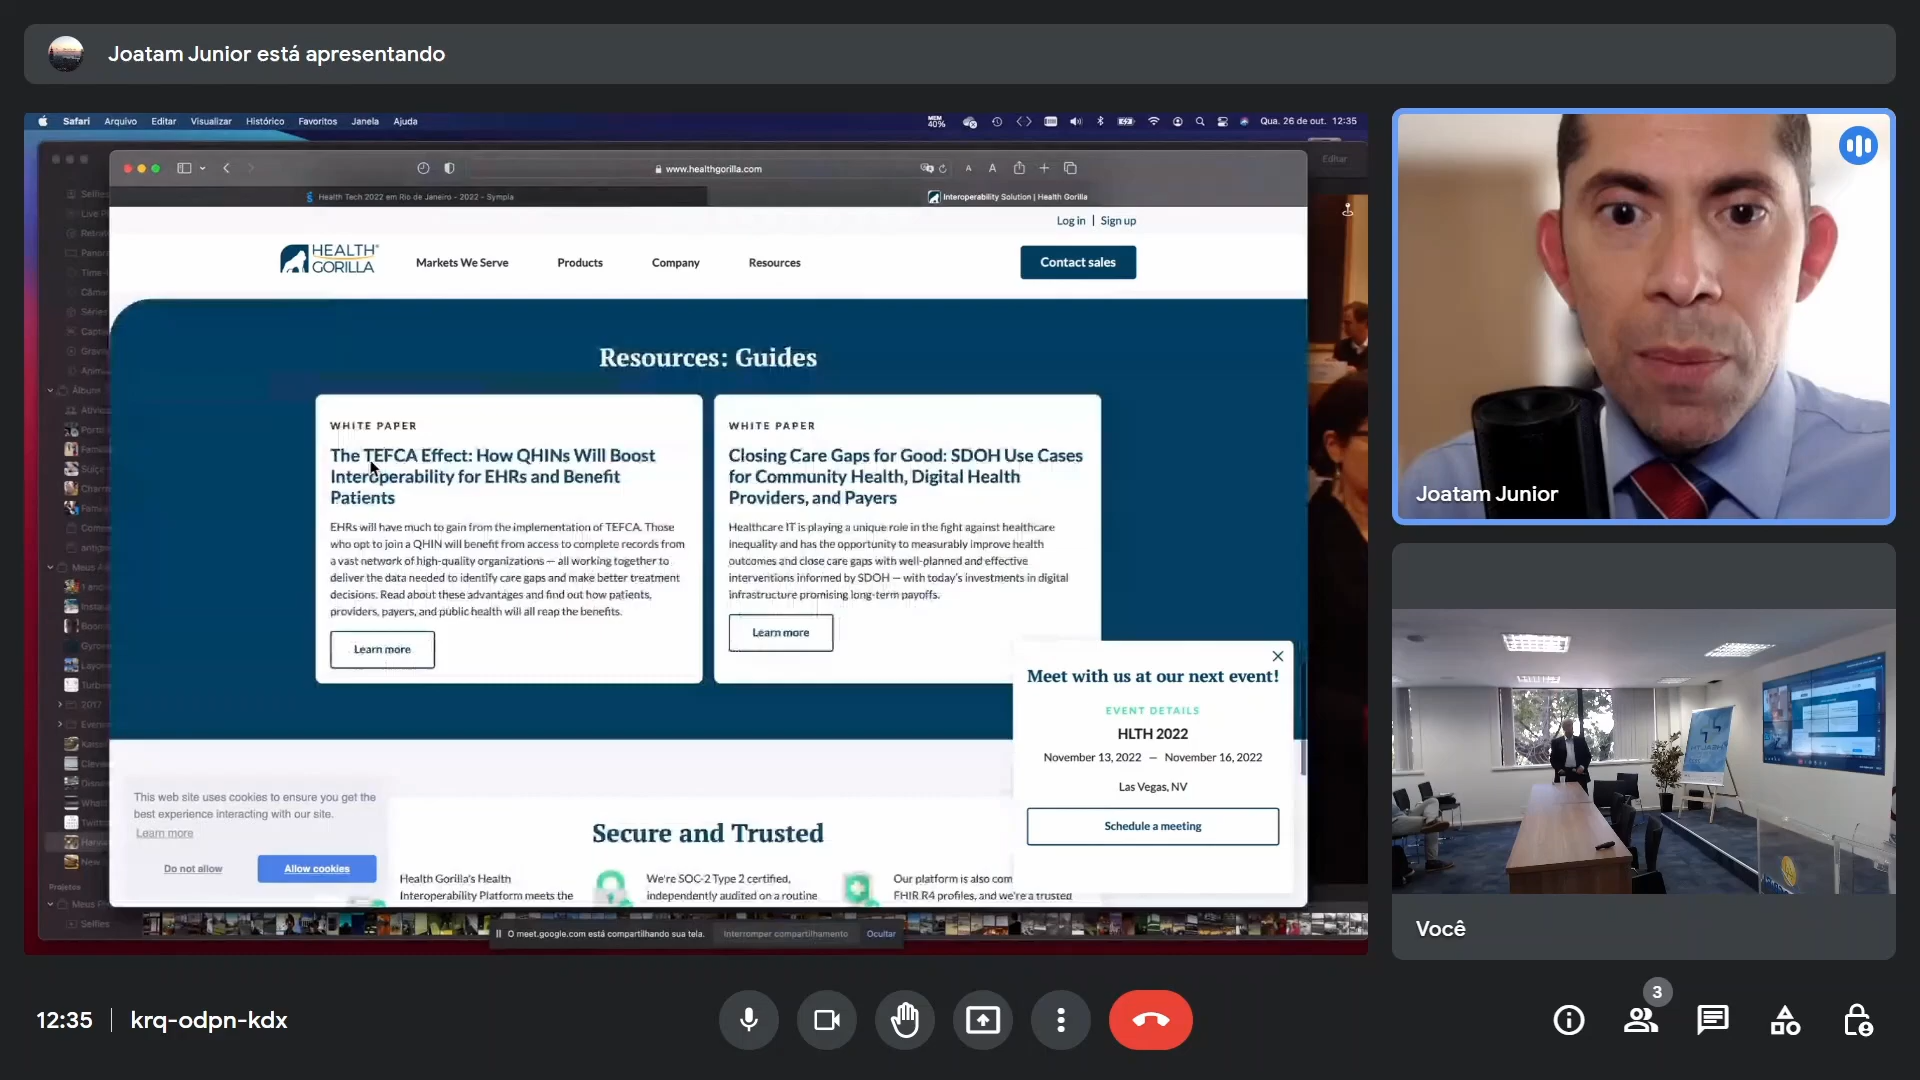 Joatam Junior está apresentando
Safari Arquivo Editar Visualizar Histórico Favoritos Janela Ajuda
MEM 40%
Qua. 26 de out. 12:35
Editar
www.healthgorilla.com
A A
Health Tech 2022 em Rio de Janeiro - 2022 - Sympla
Interoperability Solution | Health Gorilla
Log in | Sign up
HEALTH
GORILLA
Markets We Serve Products Company Resources
Contact sales
Resources: Guides
WHITE PAPER
The TEFCA Effect: How QHINs Will Boost
Interoperability for EHRs and Benefit
Patients
EHRs will have much to gain from the implementation of TEFCA. Those
who opt to join a QHIN will benefit from access to complete records from
a vast network of high-quality organizations — all working together to
deliver the data needed to identify care gaps and make better treatment
decisions. Read about these advantages and find out how patients,
providers, payers, and public health will all reap the benefits.
Learn more
WHITE PAPER
Closing Care Gaps for Good: SDOH Use Cases
for Community Health, Digital Health
Providers, and Payers
Healthcare IT is playing a unique role in the fight against healthcare
inequality and has the opportunity to measurably improve health
outcomes and close care gaps with well-planned and effective
interventions informed by SDOH — with today's investments in digital
infrastructure promising long-term payoffs.
Learn more
Meet with us at our next event!
EVENT DETAILS
HLTH 2022
November 13, 2022 — November 16, 2022
Las Vegas, NV
Schedule a meeting
This web site uses cookies to ensure you get the
best experience interacting with our site.
Learn more
Do not allow
Allow cookies
Secure and Trusted
Health Gorilla's Health
Interoperability Platform meets the
We're SOC-2 Type 2 certified,
independently audited on a routine
Our platform is also com
FHIR R4 profiles, and we're a trusted
O meet.google.com está compartilhando sua tela.
Interromper compartilhamento
Ocultar
2017
Projetos
Selfies
Joatam Junior
Você
12:35 | krq-odpn-kdx
3